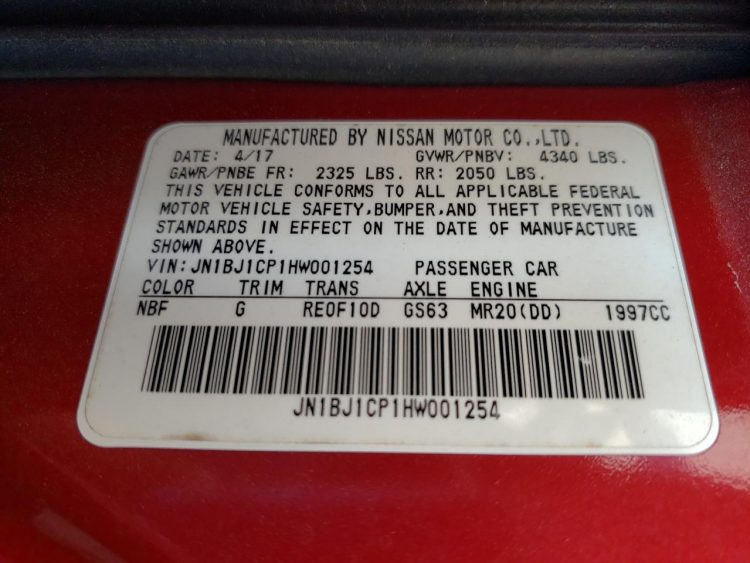 MANUFACTURED BY NISSAN MOTOR CO.,LTD.
DATE: 4/17 GVWR/PNBV: 4340 LBS.
GAWR/PNBE FR: 2325 LBS. RR: 2050 LBS.
THIS VEHICLE CONFORMS TO ALL APPLICABLE FEDERAL
MOTOR VEHICLE SAFETY,BUMPER,AND THEFT PREVENTION
STANDARDS IN EFFECT ON THE DATE OF MANUFACTURE
SHOWN ABOVE.
VIN:JN1BJ1CP1HW001254 PASSENGER CAR
COLOR TRIM TRANS AXLE ENGINE
NBF G RE0F10D GS63 MR20(DD) 1997CC
JN1BJ1CP1HW001254